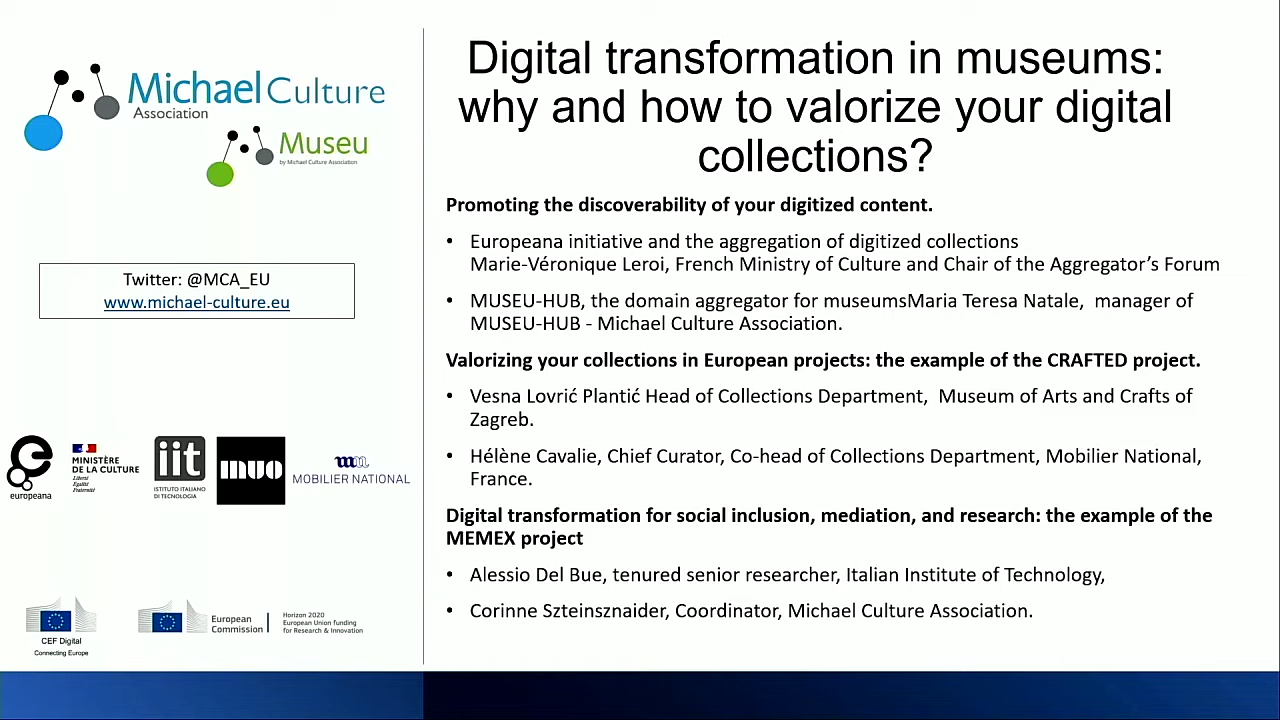 Michael Culture
Association
Museu
by Michael Culture Association
Twitter: @MCA_EU
www.michael-culture.eu
europeana
MINISTÈRE
DE LA CULTURE
Liberté
Égalité
Fraternité
iit
ISTITUTO ITALIANO
DI TECNOLOGIA
muo
mn
MOBILIER NATIONAL
CEF Digital
Connecting Europe
European
Commission
Horizon 2020
European Union funding
for Research & Innovation
Digital transformation in museums:
why and how to valorize your digital
collections?
Promoting the discoverability of your digitized content.
• Europeana initiative and the aggregation of digitized collections
Marie-Véronique Leroi, French Ministry of Culture and Chair of the Aggregator’s Forum
• MUSEU-HUB, the domain aggregator for museumsMaria Teresa Natale, manager of
MUSEU-HUB - Michael Culture Association.
Valorizing your collections in European projects: the example of the CRAFTED project.
• Vesna Lovrić Plantić Head of Collections Department, Museum of Arts and Crafts of
Zagreb.
• Hélène Cavalie, Chief Curator, Co-head of Collections Department, Mobilier National,
France.
Digital transformation for social inclusion, mediation, and research: the example of the
MEMEX project
• Alessio Del Bue, tenured senior researcher, Italian Institute of Technology,
• Corinne Szteinsznaider, Coordinator, Michael Culture Association.